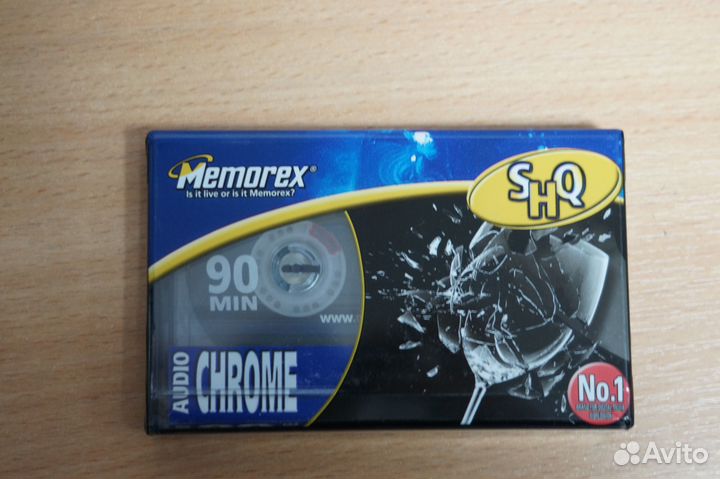 Memorex®
Is it live or is it Memorex?
SHQ
90
MIN
www.
AUDIO
CHROME
No.1
Avito